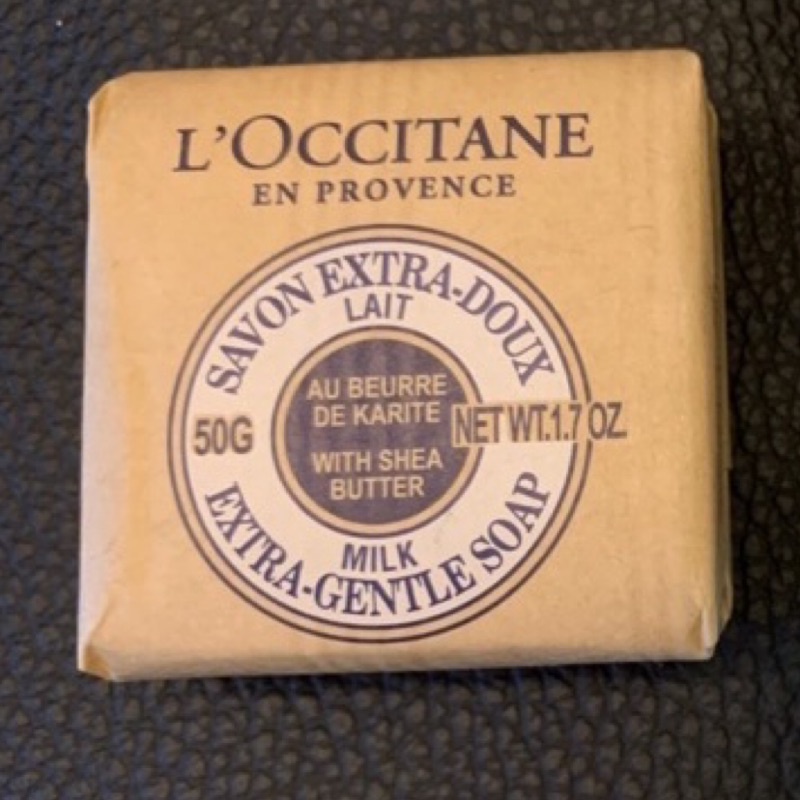 L'OCCITANE
EN PROVENCE
SAVON EXTRA-DOUX
LAIT
AU BEURRE
DE KARITE
50G
NET WT.1.7 OZ.
WITH SHEA
BUTTER
MILK
EXTRA-GENTLE SOAP